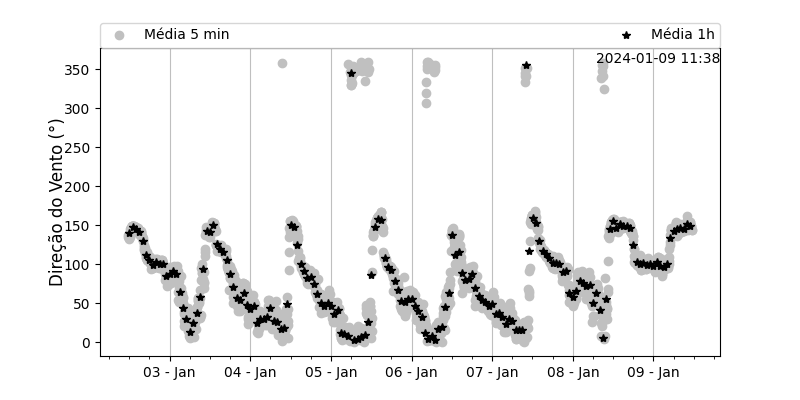 Média 5 min
Média 1h
2024-01-09 11:38
Direção do Vento (°)
350
300
250
200
150
100
50
0
03 - Jan
04 - Jan
05 - Jan
06 - Jan
07 - Jan
08 - Jan
09 - Jan